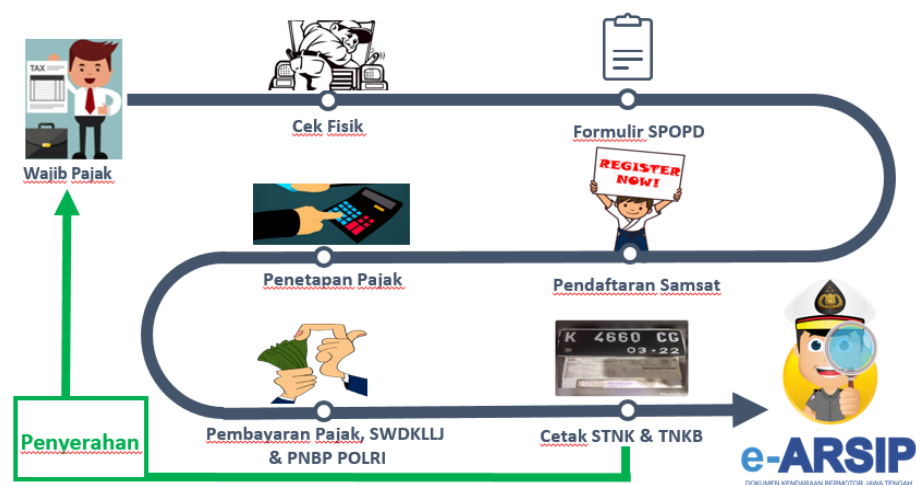 TAX
Wajib Pajak
Cek Fisik
Formulir SPOPD
REGISTER
NOW!
Pendaftaran Samsat
Penetapan Pajak
Pembayaran Pajak, SWDKLLJ
& PNBP POLRI
K 4660 CG
03-22
Cetak STNK & TNKB
Penyerahan
e-ARSIP
DOKUMEN KENDARAAN BERMOTOR JAWA TENGAH